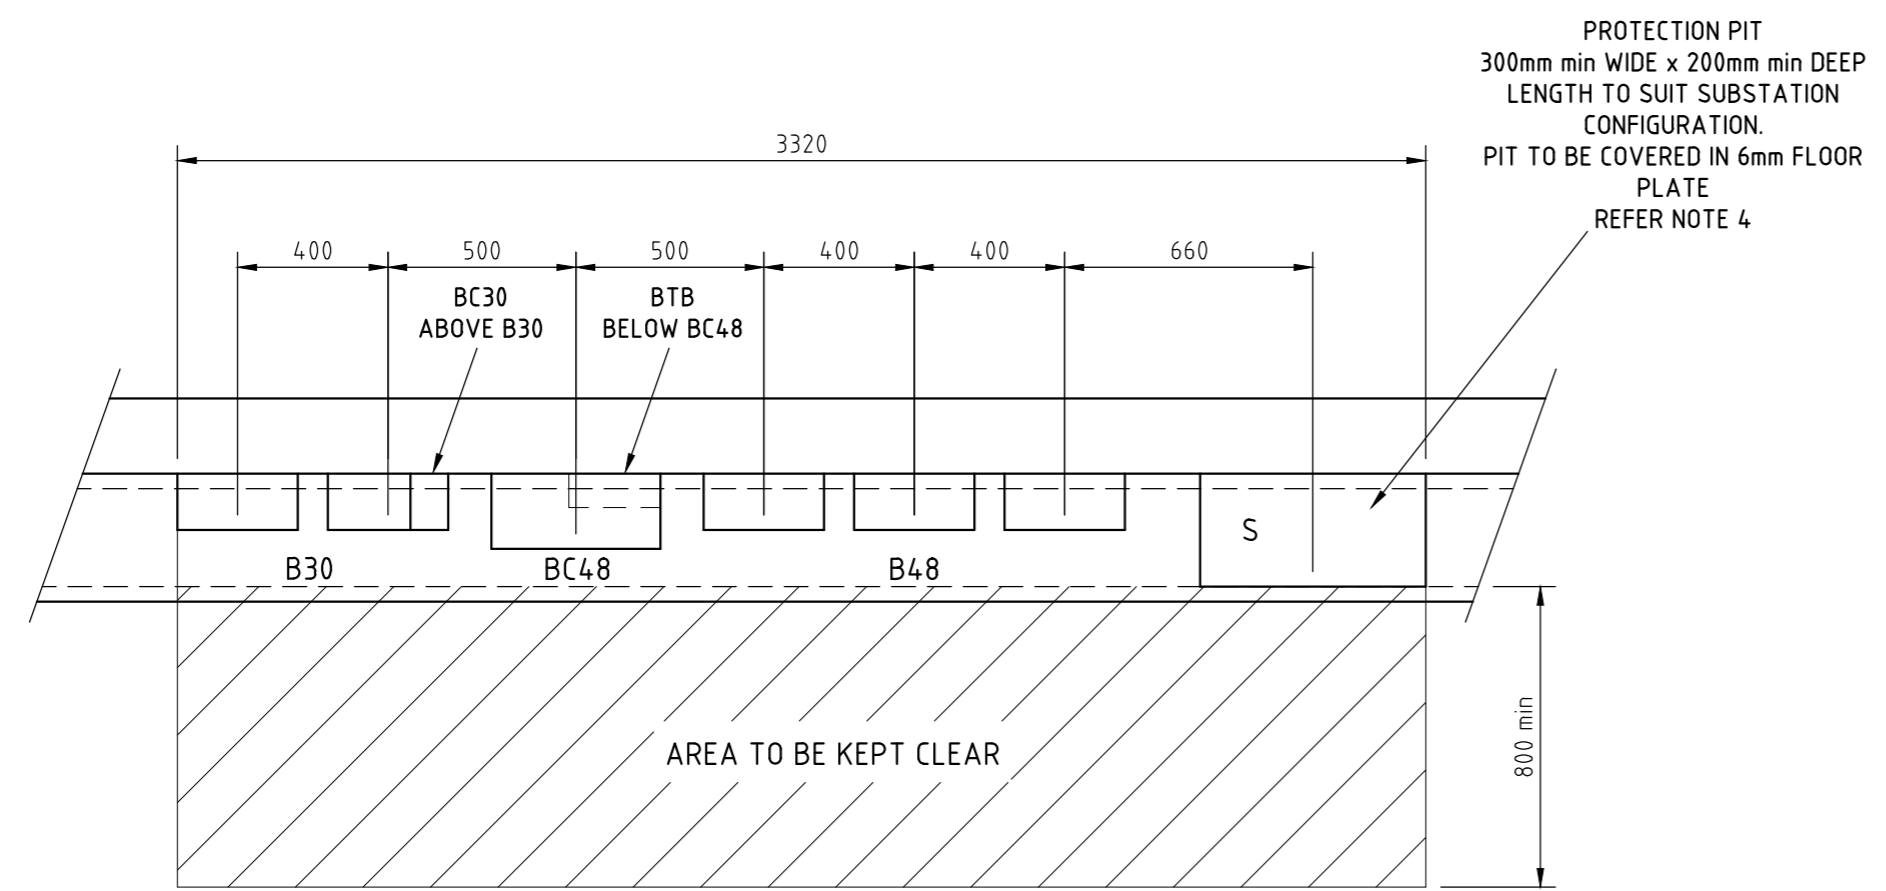 PROTECTION PIT
300mm min WIDE x 200mm min DEEP
LENGTH TO SUIT SUBSTATION
CONFIGURATION.
PIT TO BE COVERED IN 6mm FLOOR
PLATE
REFER NOTE 4
3320
400
500
500
400
400
660
BC30
ABOVE B30
BTB
BELOW BC48
S
B30
BC48
B48
AREA TO BE KEPT CLEAR
800 min